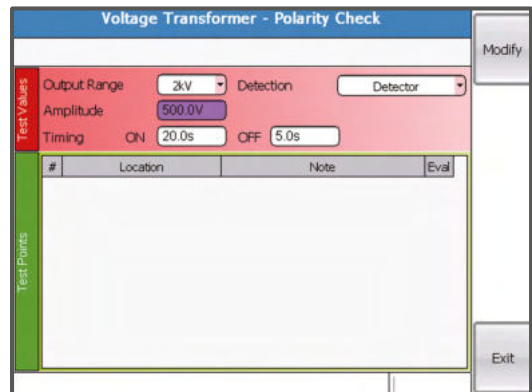 Voltage Transformer - Polarity Check
Modify
Test Values
Output Range 2kV Detection Detector
Amplitude 500.0V
Timing ON 20.0s OFF 5.0s
Test Points
# Location Note Eval
Exit